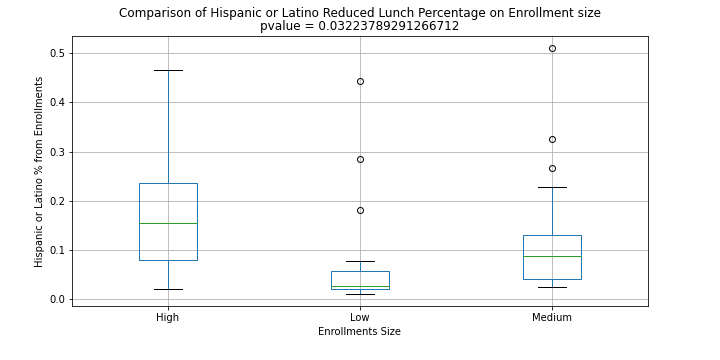 Comparison of Hispanic or Latino Reduced Lunch Percentage on Enrollment size
pvalue = 0.03223789291266712
Hispanic or Latino % from Enrollments
0.5
0.4
0.3
0.2
0.1
0.0
High
Low
Medium
Enrollments Size